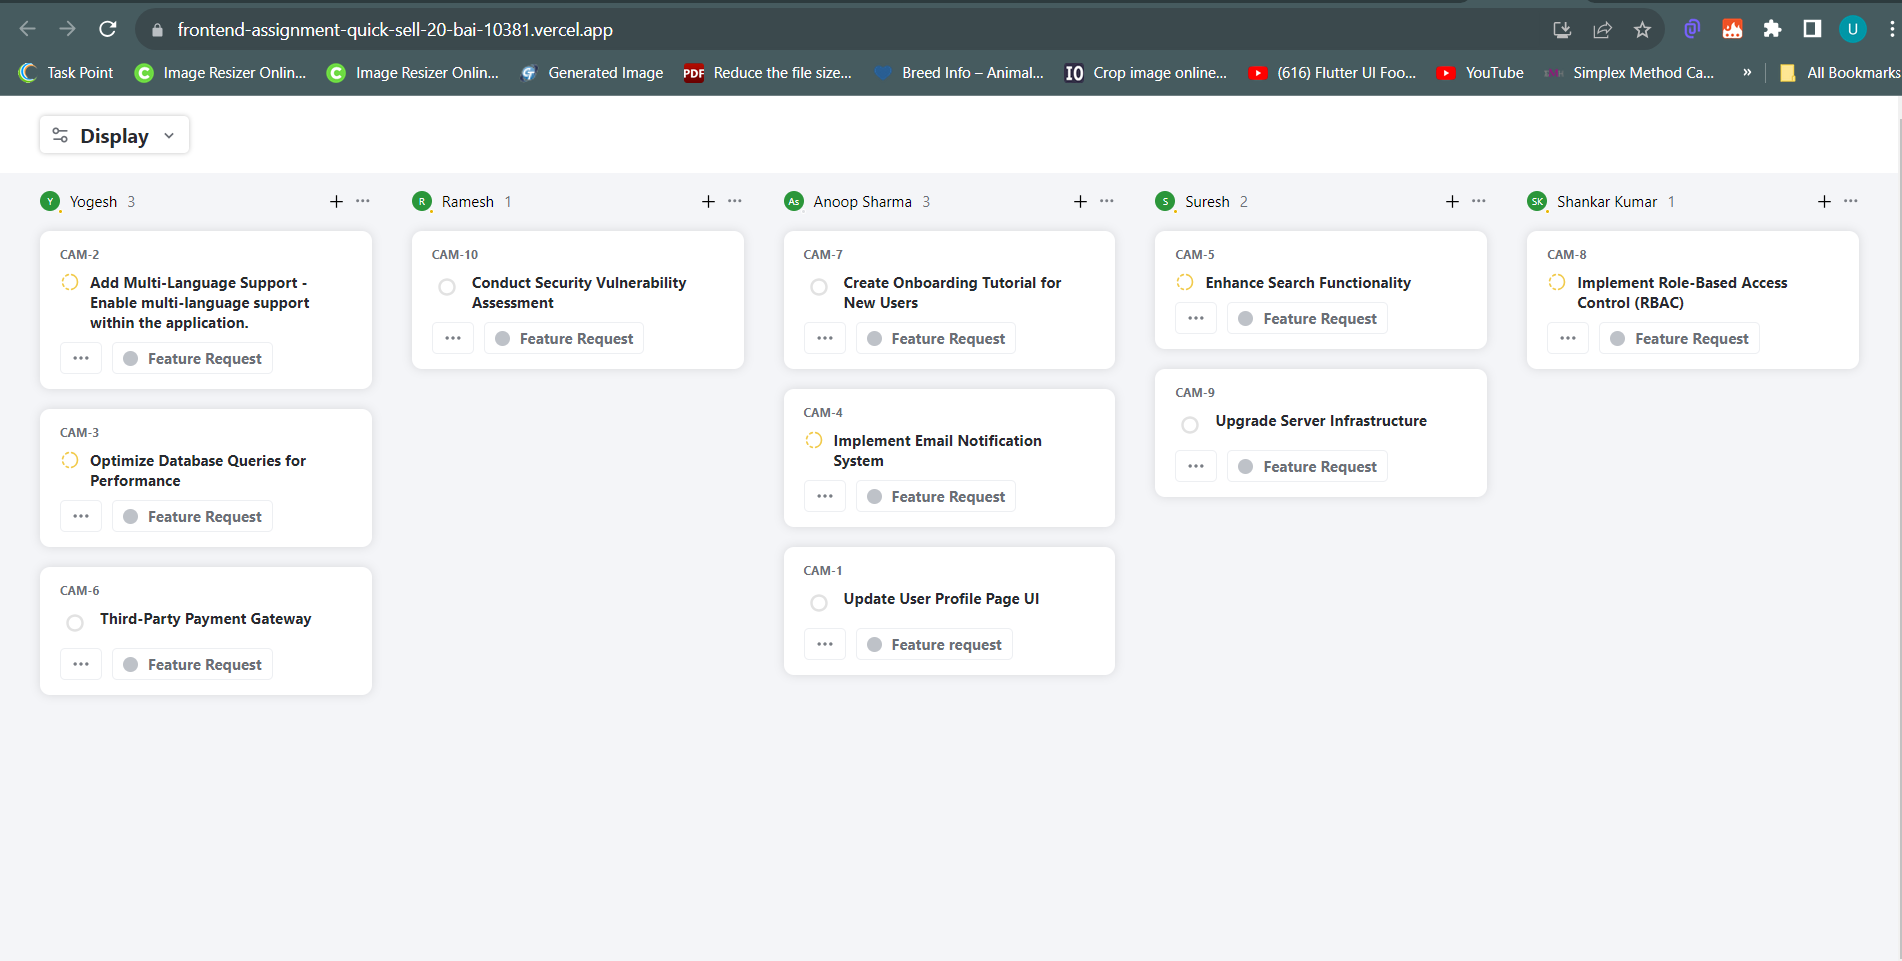 frontend-assignment-quick-sell-20-bai-10381.vercel.app
U
Task Point
Image Resizer Onlin...
Image Resizer Onlin...
Generated Image
PDF
Reduce the file size...
Breed Info – Animal...
IO
Crop image online...
(616) Flutter UI Foo...
YouTube
Simplex Method Ca...
»
All Bookmarks
Display
Y Yogesh 3
CAM-2
Add Multi-Language Support -
Enable multi-language support
within the application.
Feature Request
CAM-3
Optimize Database Queries for
Performance
Feature Request
CAM-6
Third-Party Payment Gateway
Feature Request
R Ramesh 1
CAM-10
Conduct Security Vulnerability
Assessment
Feature Request
As Anoop Sharma 3
CAM-7
Create Onboarding Tutorial for
New Users
Feature Request
CAM-4
Implement Email Notification
System
Feature Request
CAM-1
Update User Profile Page UI
Feature request
S Suresh 2
CAM-5
Enhance Search Functionality
Feature Request
CAM-9
Upgrade Server Infrastructure
Feature Request
SK Shankar Kumar 1
CAM-8
Implement Role-Based Access
Control (RBAC)
Feature Request